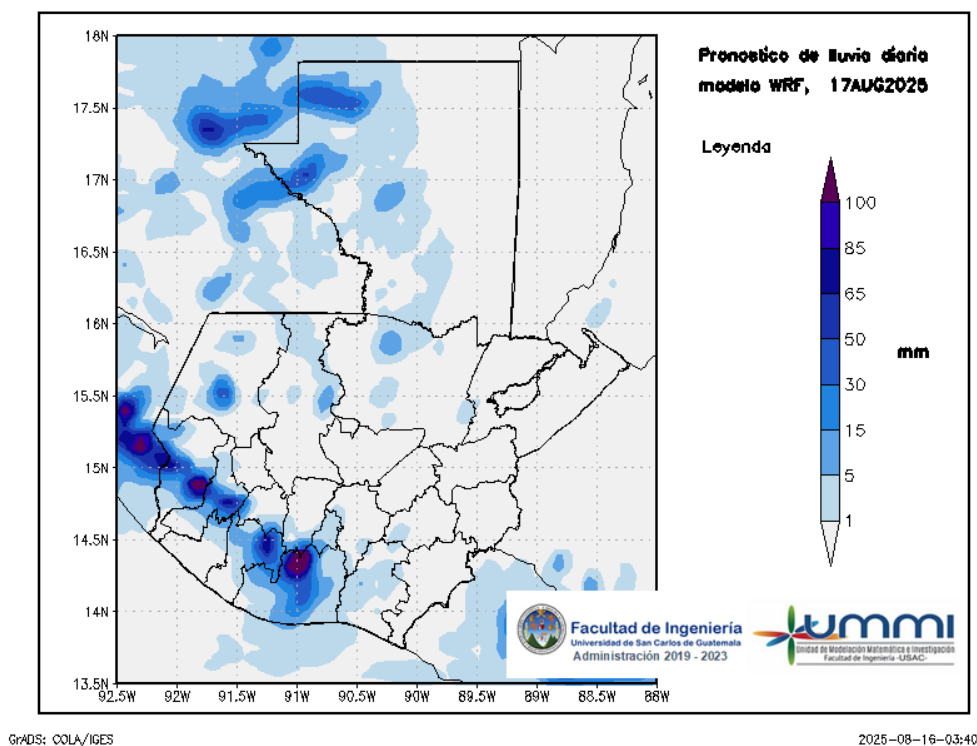 Pronostico de lluvia diaria
modelo WRF, 17AUG2025
Leyenda
100
85
65
50
30
15
5
1
mm
18N
17.5N
17N
16.5N
16N
15.5N
15N
14.5N
14N
13.5N
92.5W
92W
91.5W
91W
90.5W
90W
89.5W
89W
88.5W
88W
Facultad de Ingeniería
Universidad de San Carlos de Guatemala
Administración 2019 - 2023
ummi
Unidad de Modelación Matemática e Investigación
Facultad de Ingeniería -USAC-
GrADS: COLA/IGES
2025-08-16-03:40